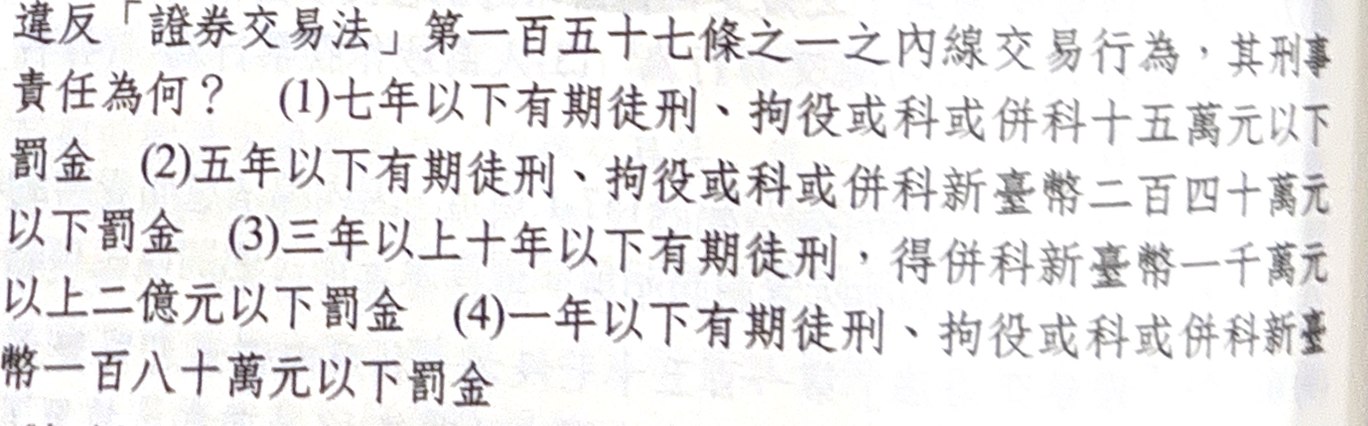 違反「證券交易法」第一百五十七條之一之內線交易行為，其刑事
責任為何？ (1)七年以下有期徒刑、拘役或科或併科十五萬元以下
罰金 (2)五年以下有期徒刑、拘役或科或併科新臺幣二百四十萬元
以下罰金 (3)三年以上十年以下有期徒刑，得併科新臺幣一千萬元
以上二億元以下罰金 (4)一年以下有期徒刑、拘役或科或併科新臺
幣一百八十萬元以下罰金